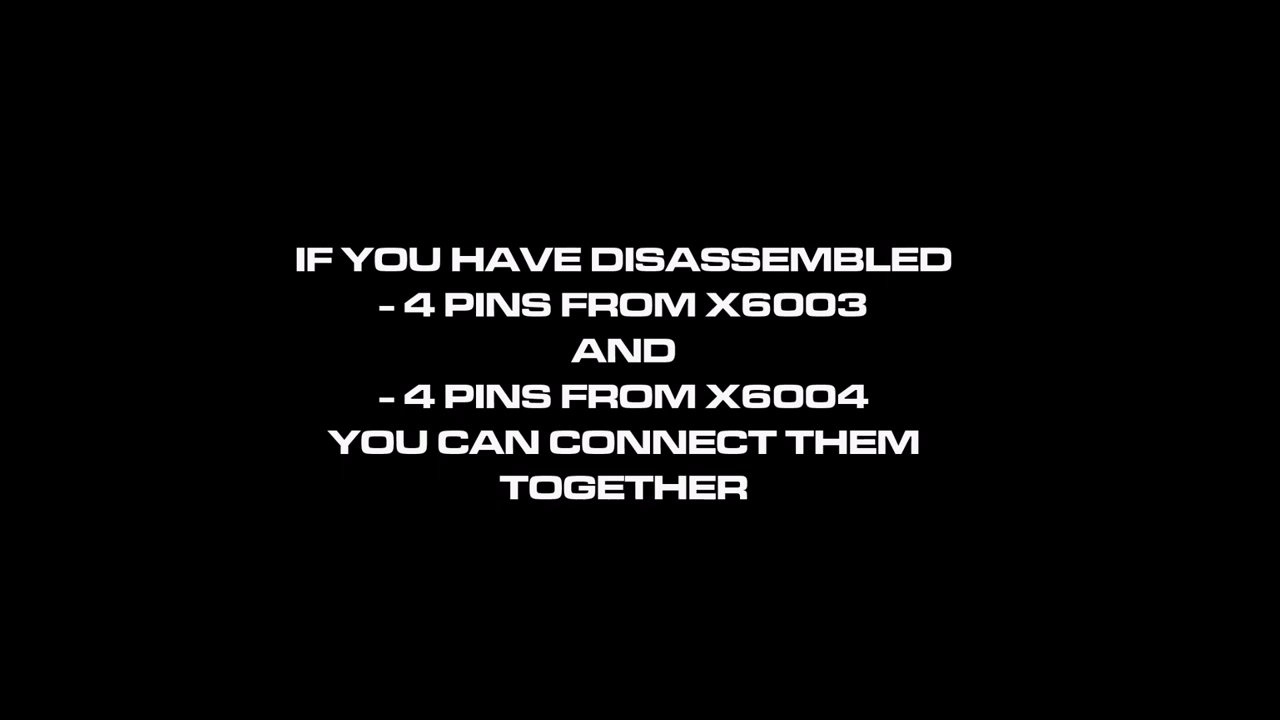 IF YOU HAVE DISASSEMBLED
- 4 PINS FROM X6003
AND
- 4 PINS FROM X6004
YOU CAN CONNECT THEM
TOGETHER